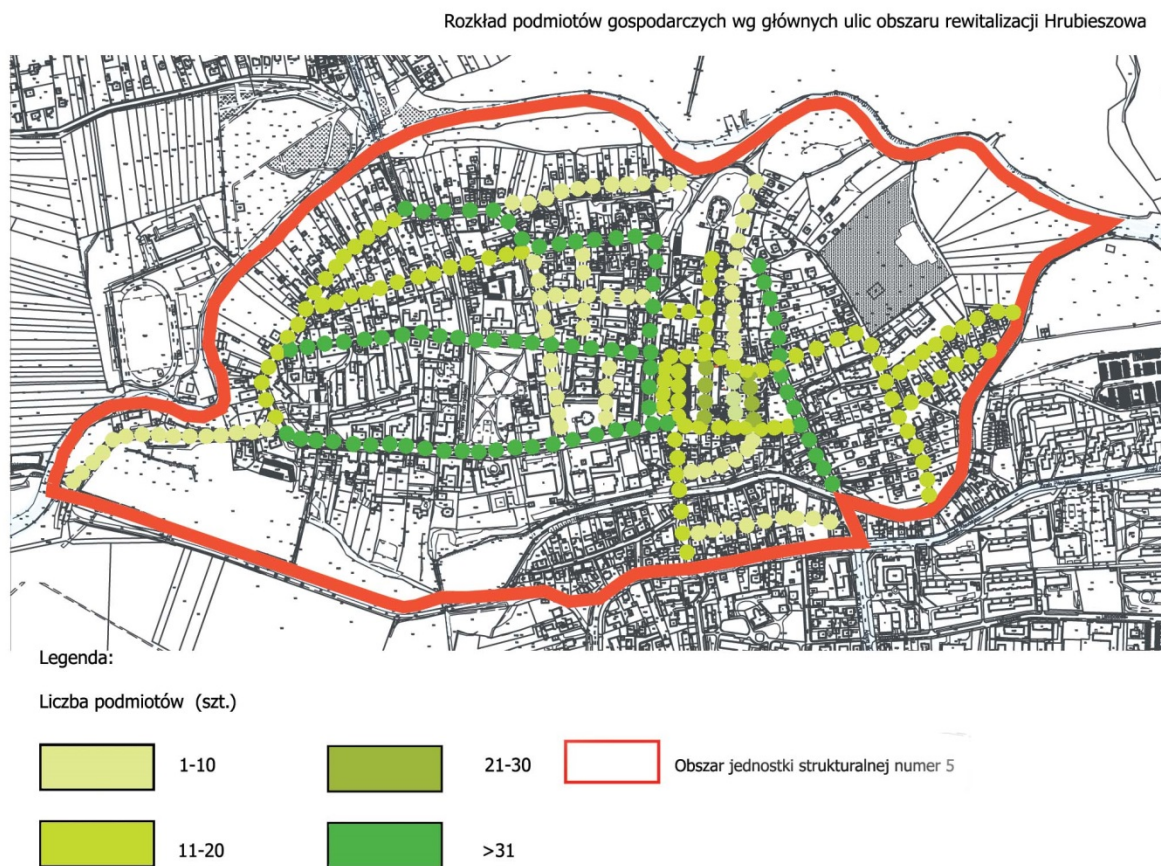 Rozkład podmiotów gospodarczych wg głównych ulic obszaru rewitalizacji Hrubieszowa
Legenda:
Liczba podmiotów (szt.)
1-10
21-30
Obszar jednostki strukturalnej numer 5
11-20
>31